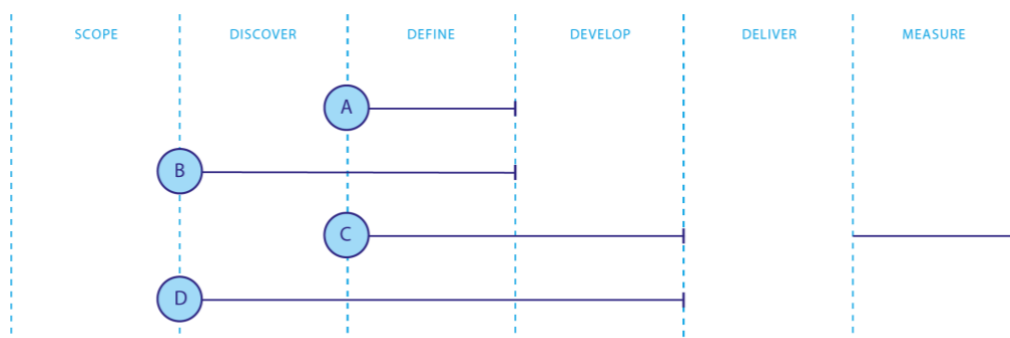 SCOPE DISCOVER DEFINE DEVELOP DELIVER MEASURE
A
B
C
D